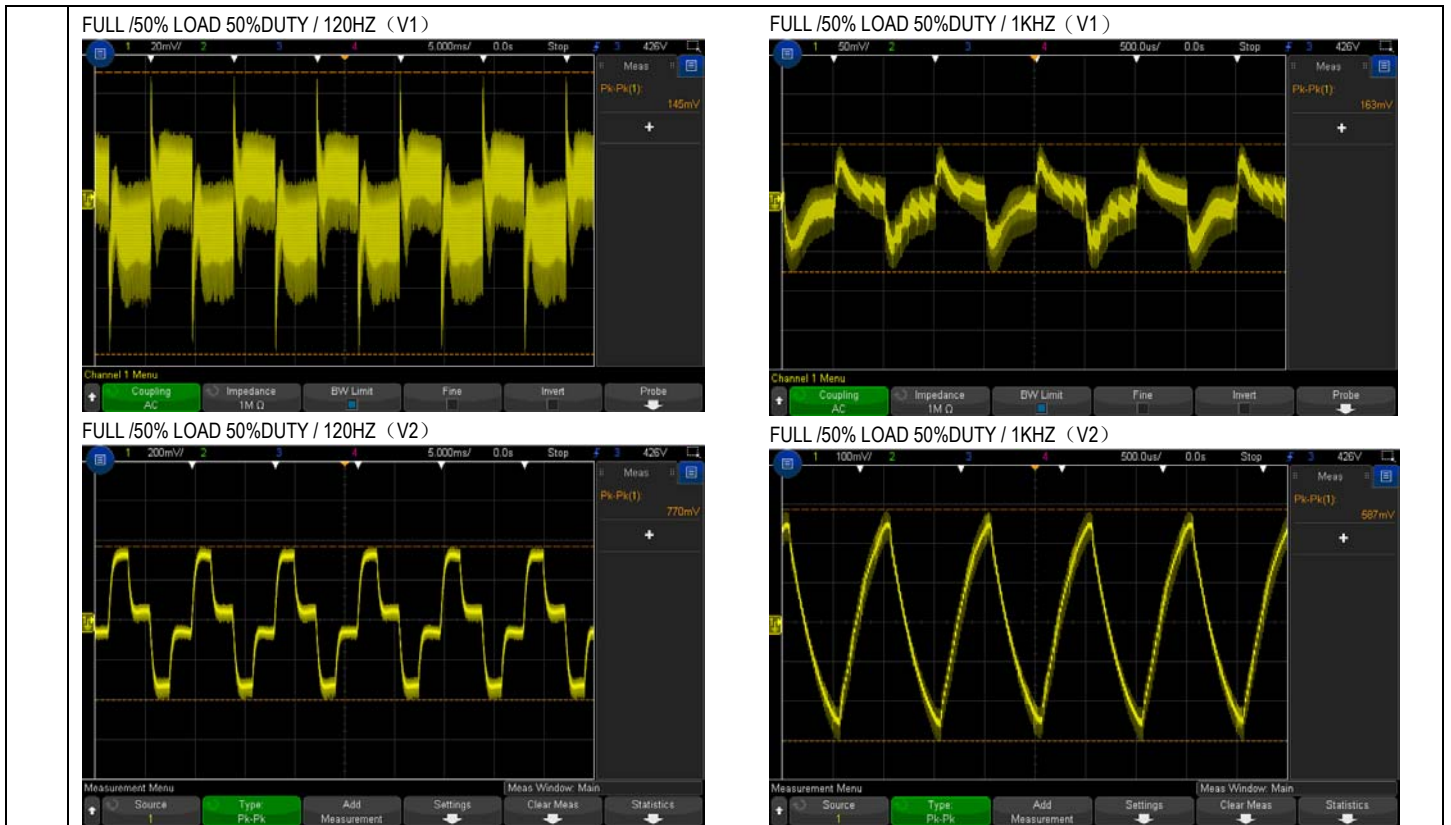 FULL /50% LOAD 50%DUTY / 120HZ（V1）
1 20mV/ 2 3 4 5.000ms/ 0.0s Stop 3 426V
Meas
Pk-Pk(1):
145mV
+
Channel 1 Menu
Coupling
AC
Impedance
1M Ω
BW Limit
Fine
Invert
Probe
FULL /50% LOAD 50%DUTY / 1KHZ（V1）
1 50mV/ 2 3 4 500.0us/ 0.0s Stop 3 426V
Meas
Pk-Pk(1):
163mV
+
Channel 1 Menu
Coupling
AC
Impedance
1M Ω
BW Limit
Fine
Invert
Probe
FULL /50% LOAD 50%DUTY / 120HZ（V2）
1 200mV/ 2 3 4 5.000ms/ 0.0s Stop 3 426V
Meas
Pk-Pk(1):
770mV
+
Measurement Menu
Meas Window: Main
Source
1
Type:
Pk-Pk
Add
Measurement
Settings
Clear Meas
Statistics
FULL /50% LOAD 50%DUTY / 1KHZ（V2）
1 100mV/ 2 3 4 500.0us/ 0.0s Stop 3 426V
Meas
Pk-Pk(1):
587mV
+
Measurement Menu
Meas Window: Main
Source
1
Type:
Pk-Pk
Add
Measurement
Settings
Clear Meas
Statistics